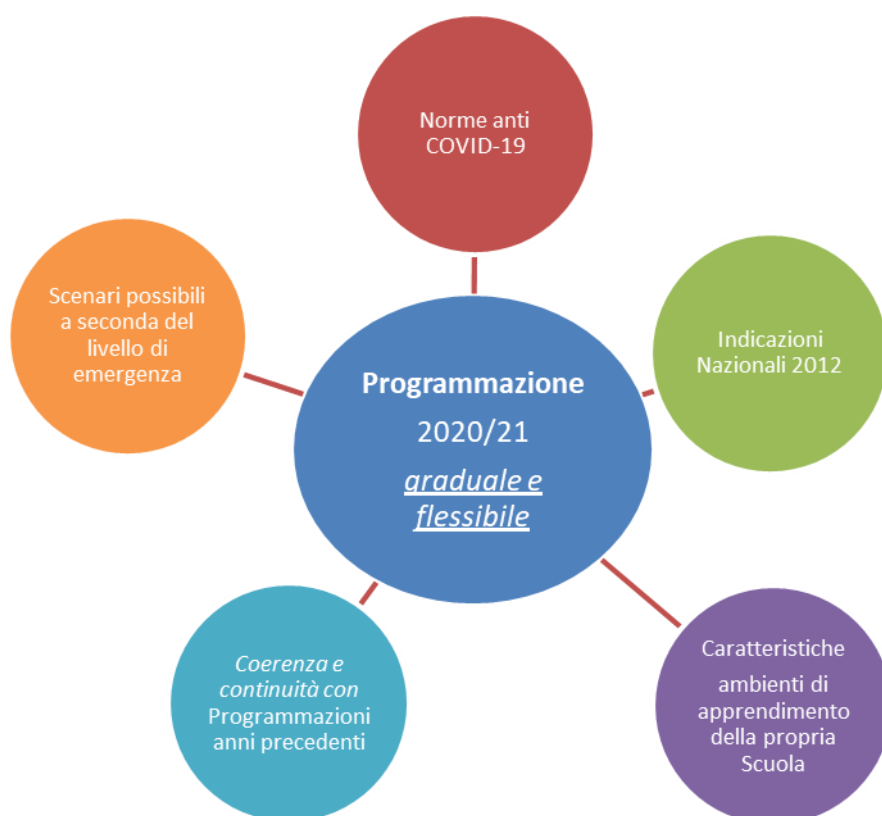 Norme anti
COVID-19
Scenari possibili
a seconda del
livello di
emergenza
Indicazioni
Nazionali 2012
Programmazione
2020/21
graduale e
flessibile
Coerenza e
continuità con
Programmazioni
anni precedenti
Caratteristiche
ambienti di
apprendimento
della propria
Scuola